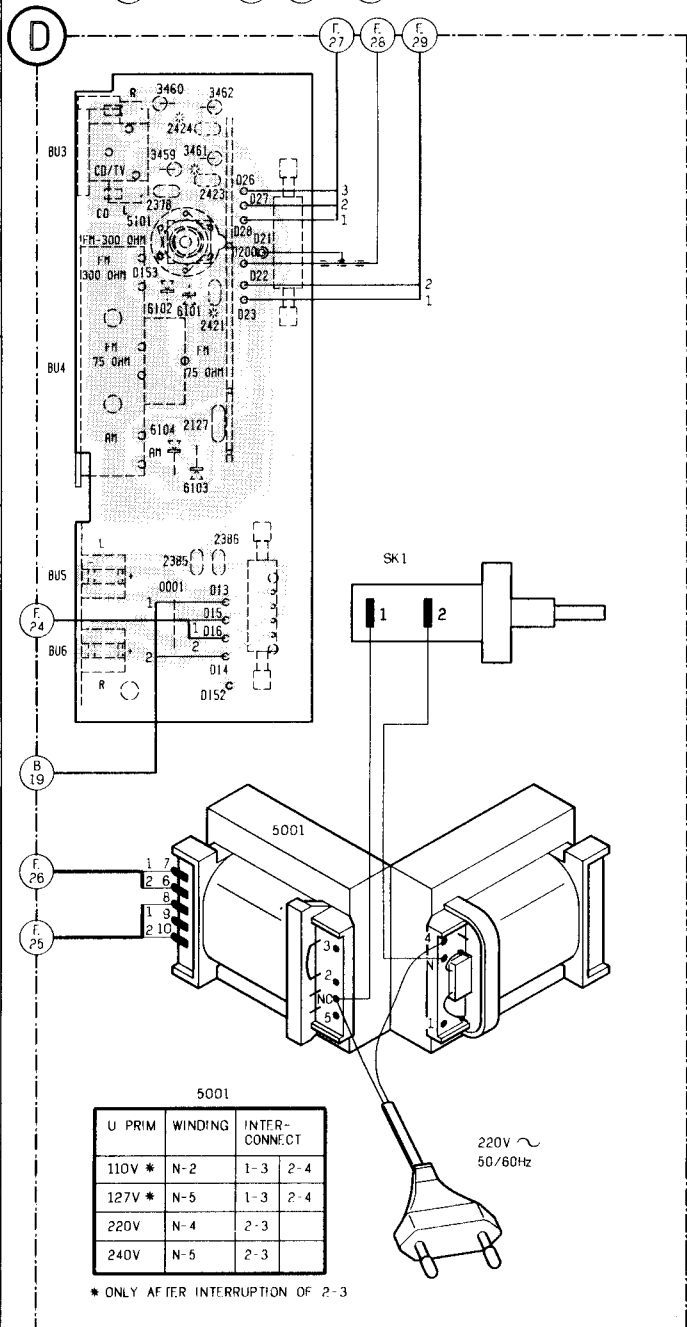 D
F. 27
F. 28
F. 29
R
3460
3462
2424
BU3
3459
3461
CD/TV
2378
2423
D26
3
CD
L
5101
D27
2
D28
1
FM-300 OHM
D21
FM
300 OHM
D153
D22
2
6102
6101
2421
D23
1
BU4
FM
75 OHM
FM
75 OHM
6104
2127
AM
AM
6103
L
2385
2386
SK1
BU5
+
0001
D13
1
1
2
F. 24
D15
1
D16
2
BU6
+
2
D14
R
D152
B 19
5001
F. 26
1 7
2 6
8
1 9
F. 25
2 10
3
2
NC
5
4
N
1
5001
U PRIM WINDING INTER-CONNECT
110V * N-2 1-3 2-4
127V * N-5 1-3 2-4
220V N-4 2-3
240V N-5 2-3
* ONLY AFTER INTERRUPTION OF 2-3
220V ~
50/60Hz